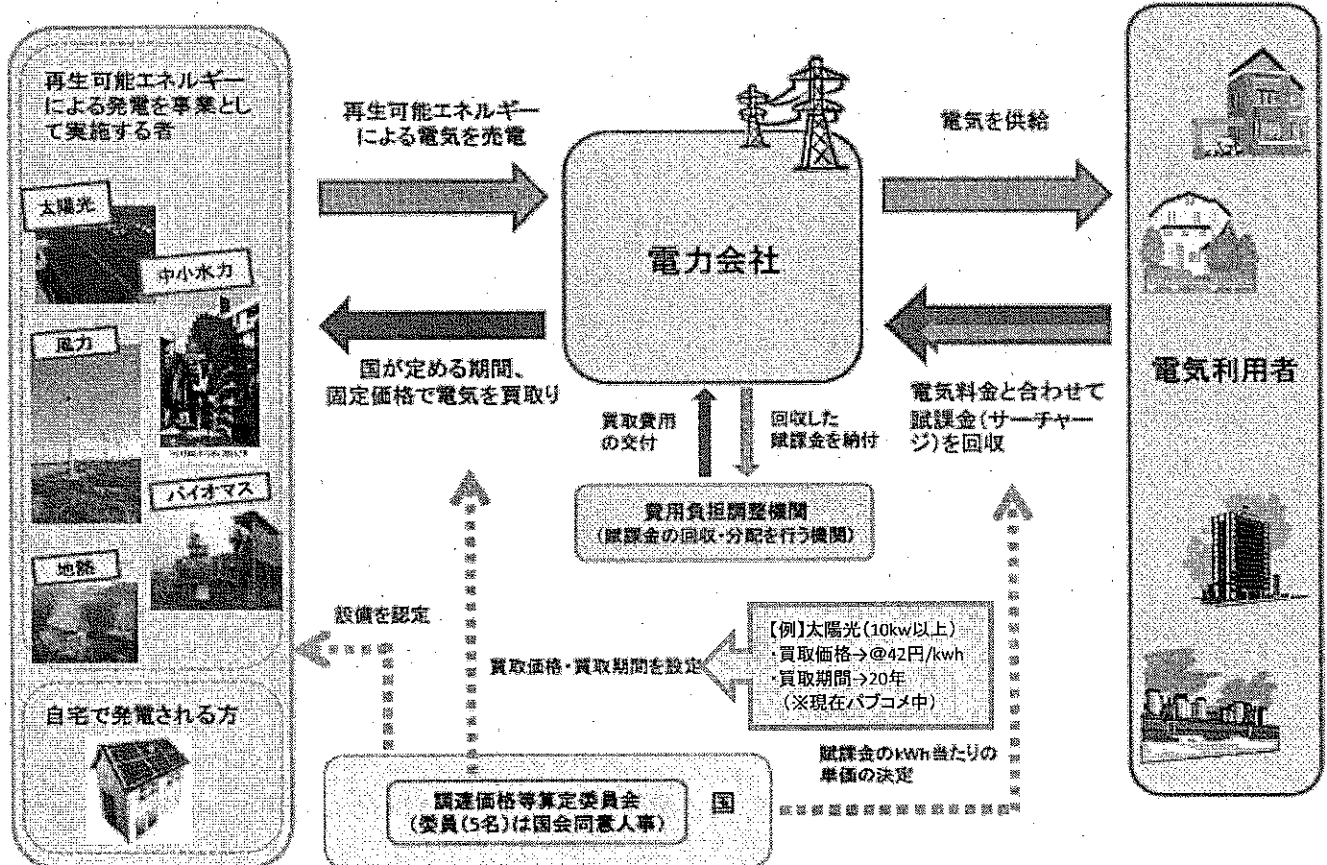 再生可能エネルギー
による発電を事業とし
て実施する者
太陽光
中小水力
風力
バイオマス
地熱
自宅で発電される方
再生可能エネルギー
による電気を売電
国が定める期間、
固定価格で電気を買取り
電力会社
電気を供給
電気料金と合わせて
賦課金(サーチャー
ジ)を回収
電気利用者
買取費用
の交付
回収した
賦課金を納付
費用負担調整機関
(賦課金の回収・分配を行う機関)
設備を認定
買取価格・買取期間を設定
【例】太陽光(10kw以上)
・買取価格→@42円/kwh
・買取期間→20年
(※現在パブコメ中)
賦課金のkWh当たりの
単価の決定
調達価格等算定委員会
(委員(5名)は国会同意人事)
国